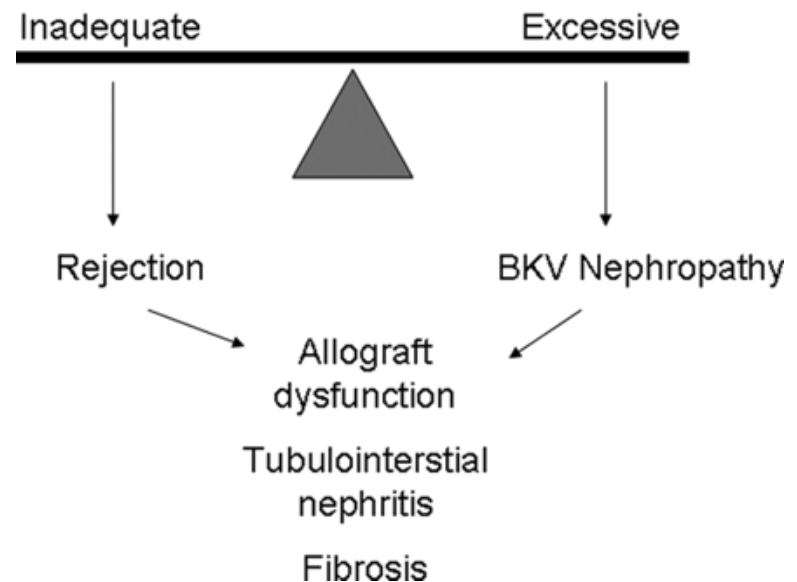 Inadequate Excessive
Rejection BKV Nephropathy
Allograft
dysfunction
Tubulointerstial
nephritis
Fibrosis